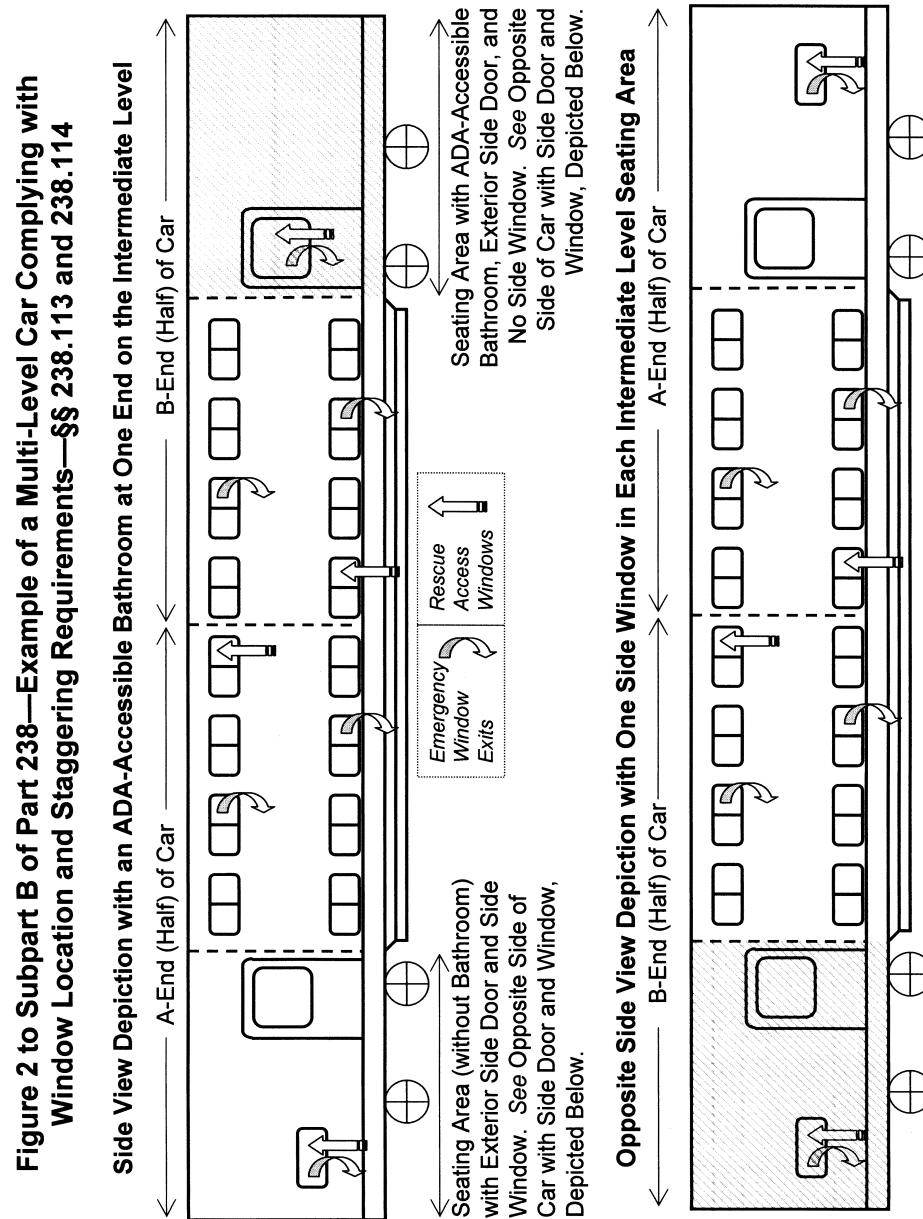 Figure 2 to Subpart B of Part 238—Example of a Multi-Level Car Complying with
Window Location and Staggering Requirements—§§ 238.113 and 238.114
Side View Depiction with an ADA-Accessible Bathroom at One End on the Intermediate Level
A-End (Half) of Car
B-End (Half) of Car
Seating Area (without Bathroom)
with Exterior Side Door and Side
Window. See Opposite Side of
Car with Side Door and Window,
Depicted Below.
Emergency
Window
Exits
Rescue
Access
Windows
Seating Area with ADA-Accessible
Bathroom, Exterior Side Door, and
No Side Window. See Opposite
Side of Car with Side Door and
Window, Depicted Below.
Opposite Side View Depiction with One Side Window in Each Intermediate Level Seating Area
B-End (Half) of Car
A-End (Half) of Car